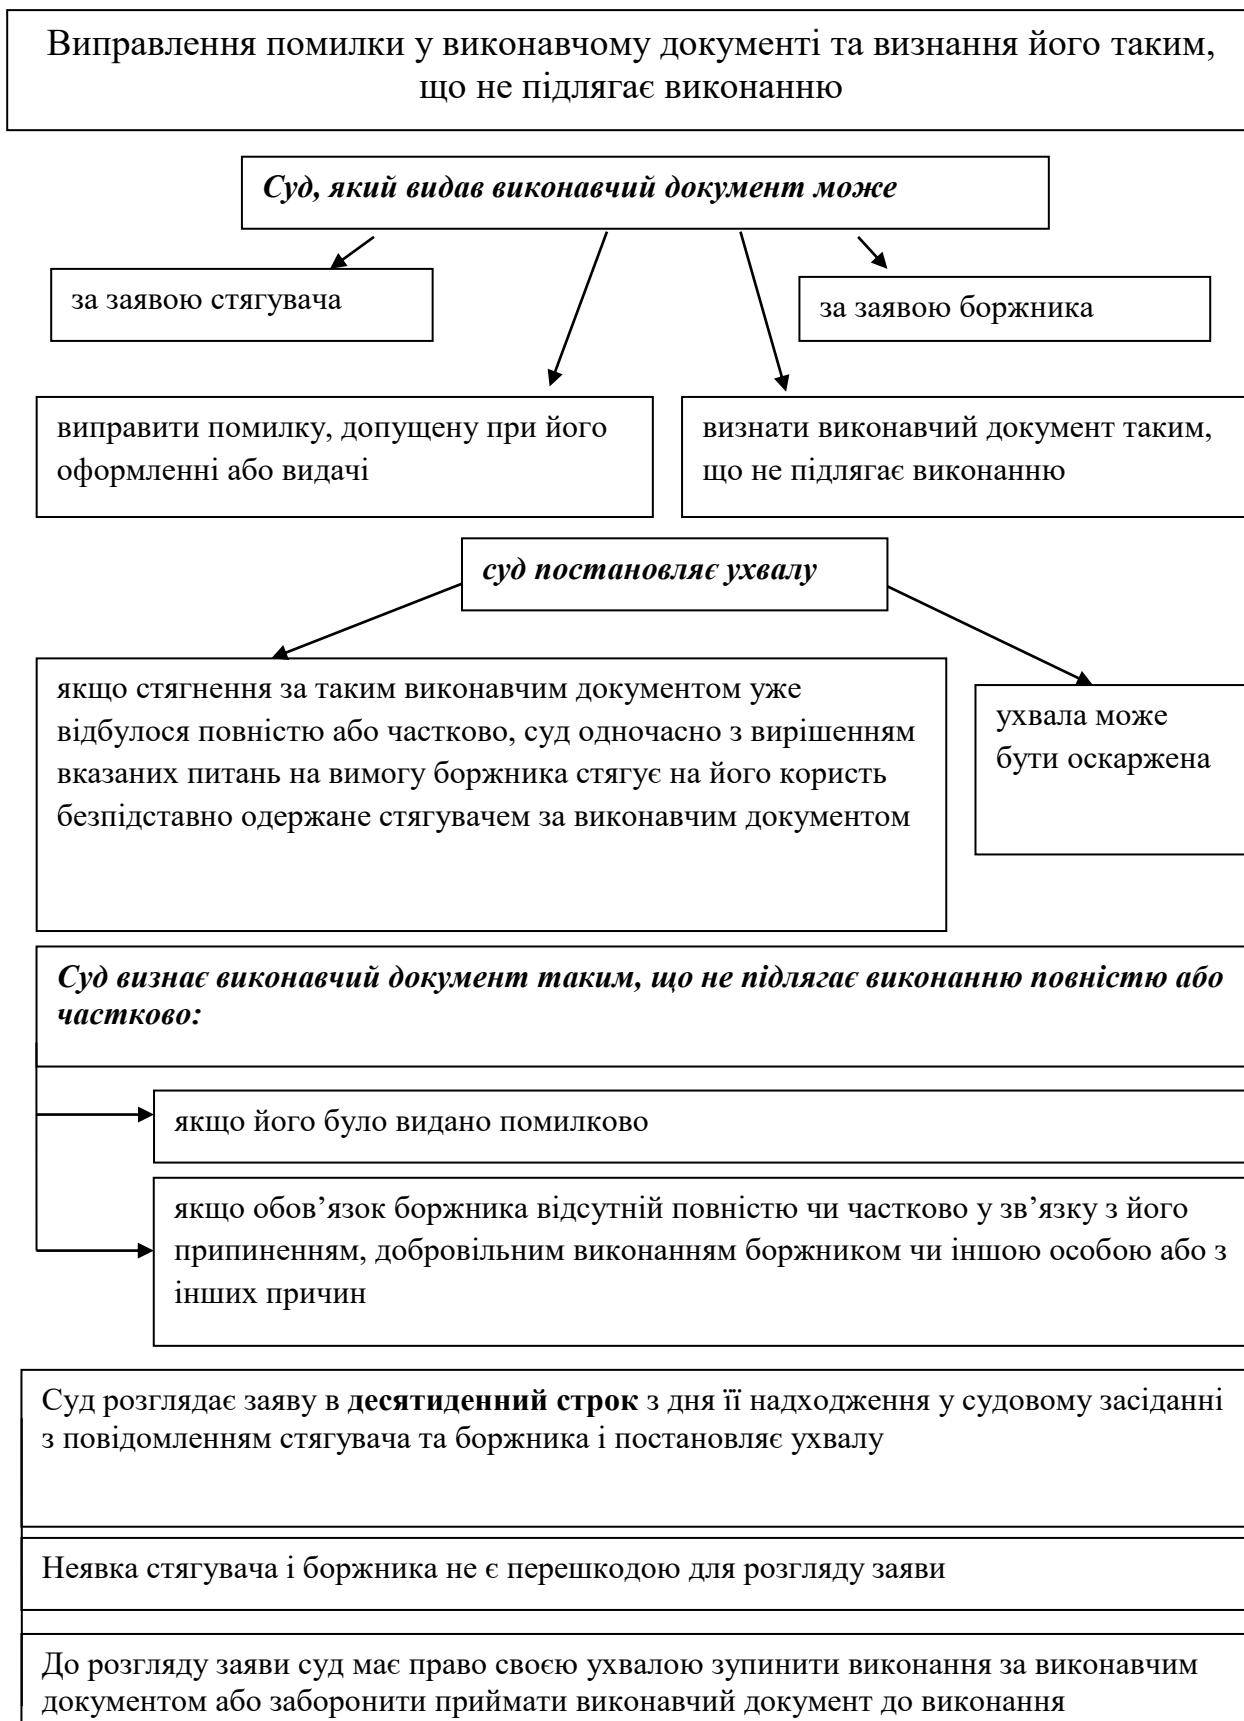 Виправлення помилки у виконавчому документі та визнання його таким,
що не підлягає виконанню
Суд, який видав виконавчий документ може
за заявою стягувача
за заявою боржника
виправити помилку, допущену при його
оформленні або видачі
визнати виконавчий документ таким,
що не підлягає виконанню
суд постановляє ухвалу
якщо стягнення за таким виконавчим документом уже
відбулося повністю або частково, суд одночасно з вирішенням
вказаних питань на вимогу боржника стягує на його користь
безпідставно одержане стягувачем за виконавчим документом
ухвала може
бути оскаржена
Суд визнає виконавчий документ таким, що не підлягає виконанню повністю або
частково:
якщо його було видано помилково
якщо обов’язок боржника відсутній повністю чи частково у зв’язку з його
припиненням, добровільним виконанням боржником чи іншою особою або з
інших причин
Суд розглядає заяву в десятиденний строк з дня її надходження у судовому засіданні
з повідомленням стягувача та боржника і постановляє ухвалу
Неявка стягувача і боржника не є перешкодою для розгляду заяви
До розгляду заяви суд має право своєю ухвалою зупинити виконання за виконавчим
документом або заборонити приймати виконавчий документ до виконання